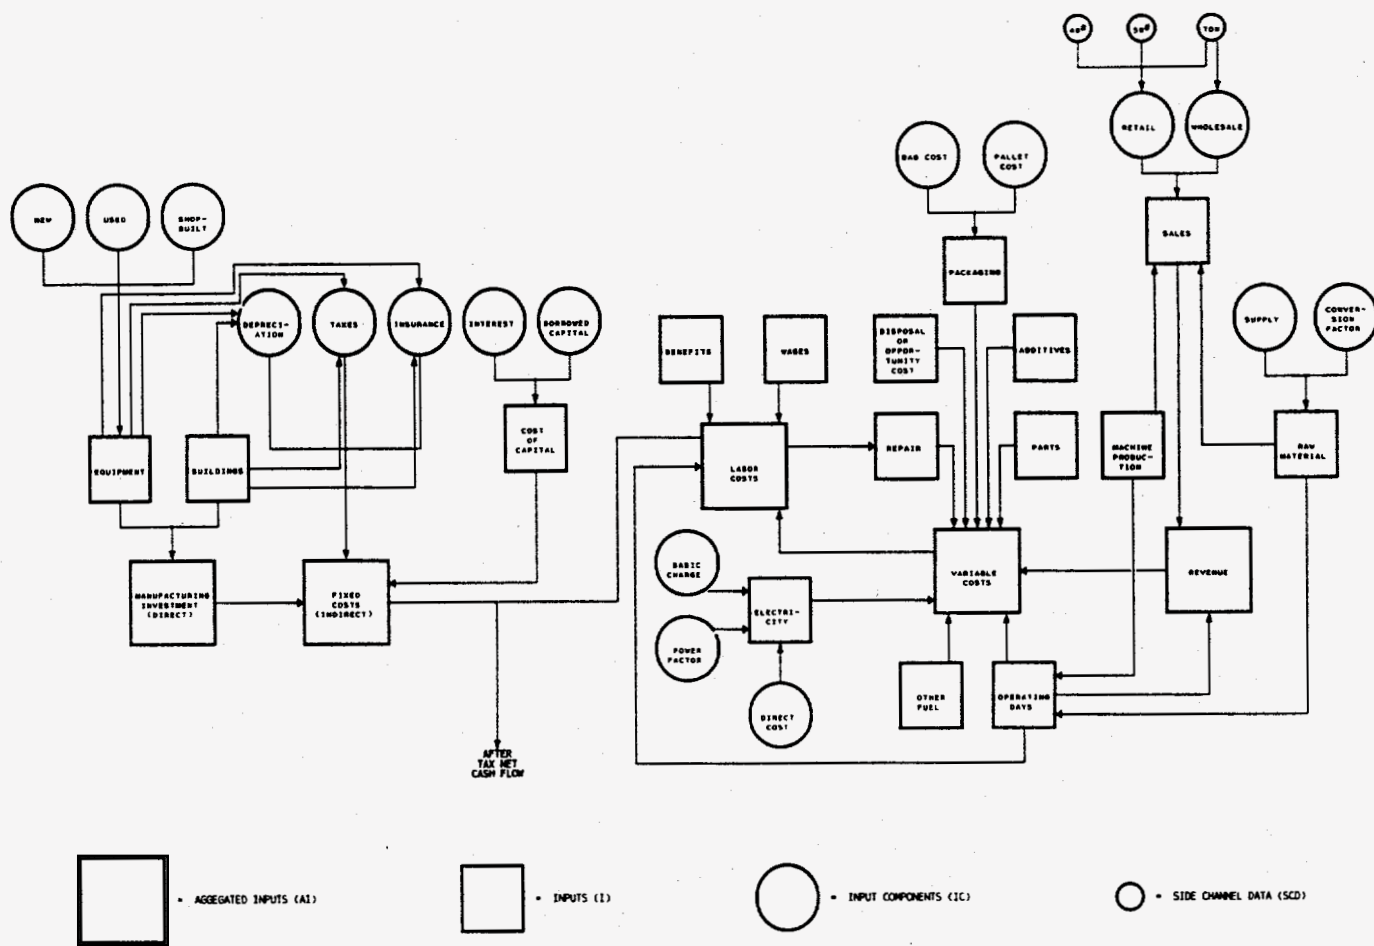 40#
50#
TON
RETAIL
WHOLESALE
BAG COST
PALLET
COST
NEW
USED
SHOP-
BUILT
SALES
PACKAGING
DEPRECI-
ATION
TAXES
INSURANCE
INTEREST
BORROWED
CAPITAL
SUPPLY
CONVER-
SION
FACTOR
BENEFITS
WAGES
DISPOSAL
OR
OPPOR-
TUNITY
COST
ADDITIVES
COST
OF
CAPITAL
EQUIPMENT
BUILDINGS
LABOR
COSTS
REPAIR
PARTS
MACHINE
PRODUC-
TION
RAW
MATERIAL
BASIC
CHARGE
VARIABLE
COSTS
REVENUE
MANUFACTURING
INVESTMENT
(DIRECT)
FIXED
COSTS
(INDIRECT)
ELECTRI-
CITY
POWER
FACTOR
OTHER
FUEL
OPERATING
DAYS
DIRECT
COST
AFTER
TAX NET
CASH FLOW
- AGGEGATED INPUTS (AI)
- INPUTS (I)
- INPUT COMPONENTS (IC)
- SIDE CHANNEL DATA (SCD)